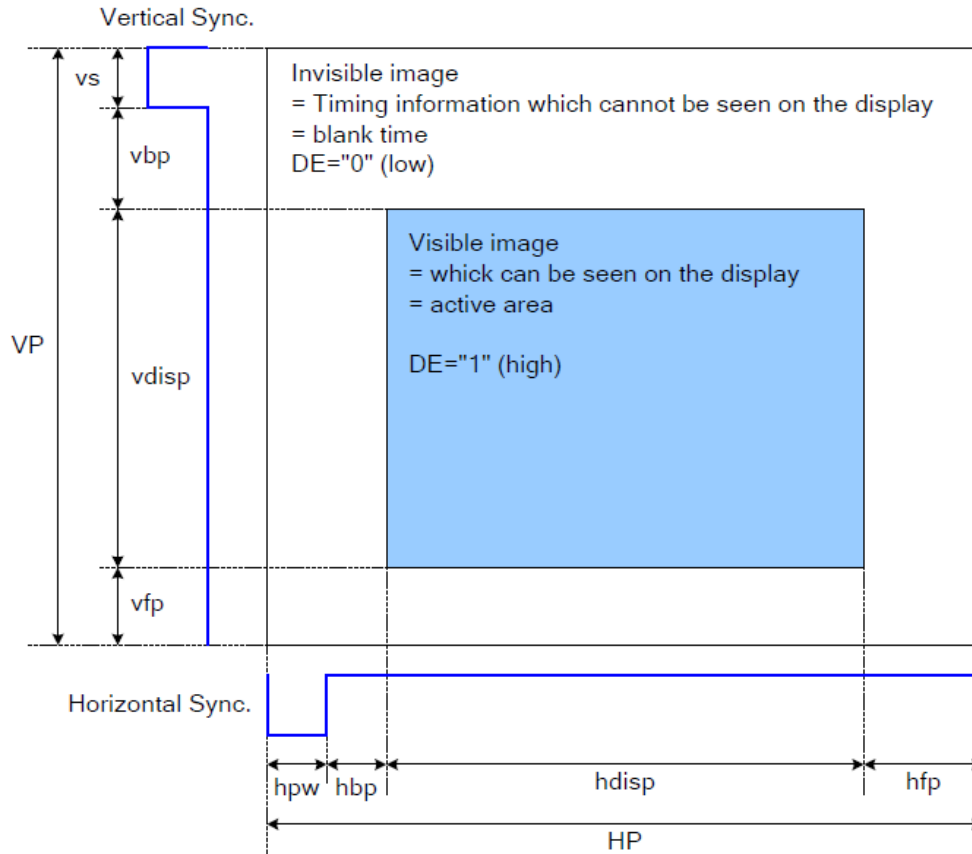 Vertical Sync.
vs
Invisible image
= Timing information which cannot be seen on the display
= blank time
DE="0" (low)
vbp
Visible image
= whick can be seen on the display
= active area
DE="1" (high)
VP
vdisp
vfp
Horizontal Sync.
hpw
hbp
hdisp
hfp
HP